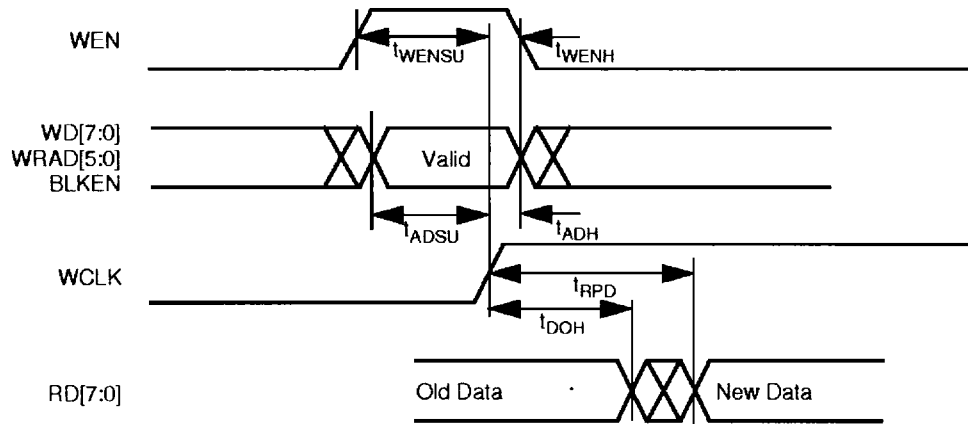 WEN
tWENSU
tWENH
WD[7:0]
WRAD[5:0]
BLKEN
Valid
tADSU
tADH
WCLK
tRPD
tDOH
RD[7:0]
Old Data
New Data